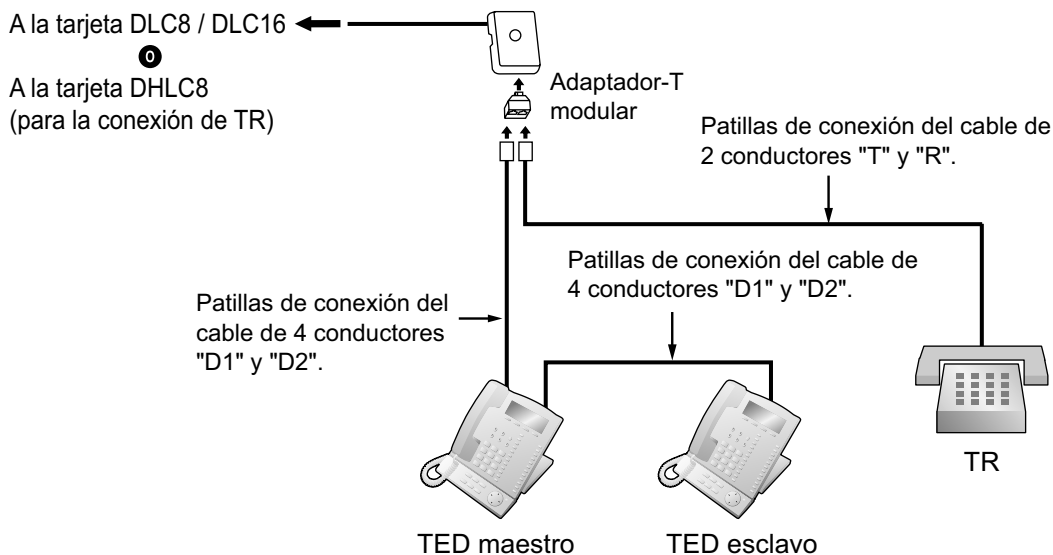 A la tarjeta DLC8 / DLC16
O
A la tarjeta DHLC8
(para la conexión de TR)
Adaptador-T
modular
Patillas de conexión del cable de
2 conductores "T" y "R".
Patillas de conexión del cable de
4 conductores "D1" y "D2".
Patillas de conexión del
cable de 4 conductores
"D1" y "D2".
TR
TED maestro
TED esclavo